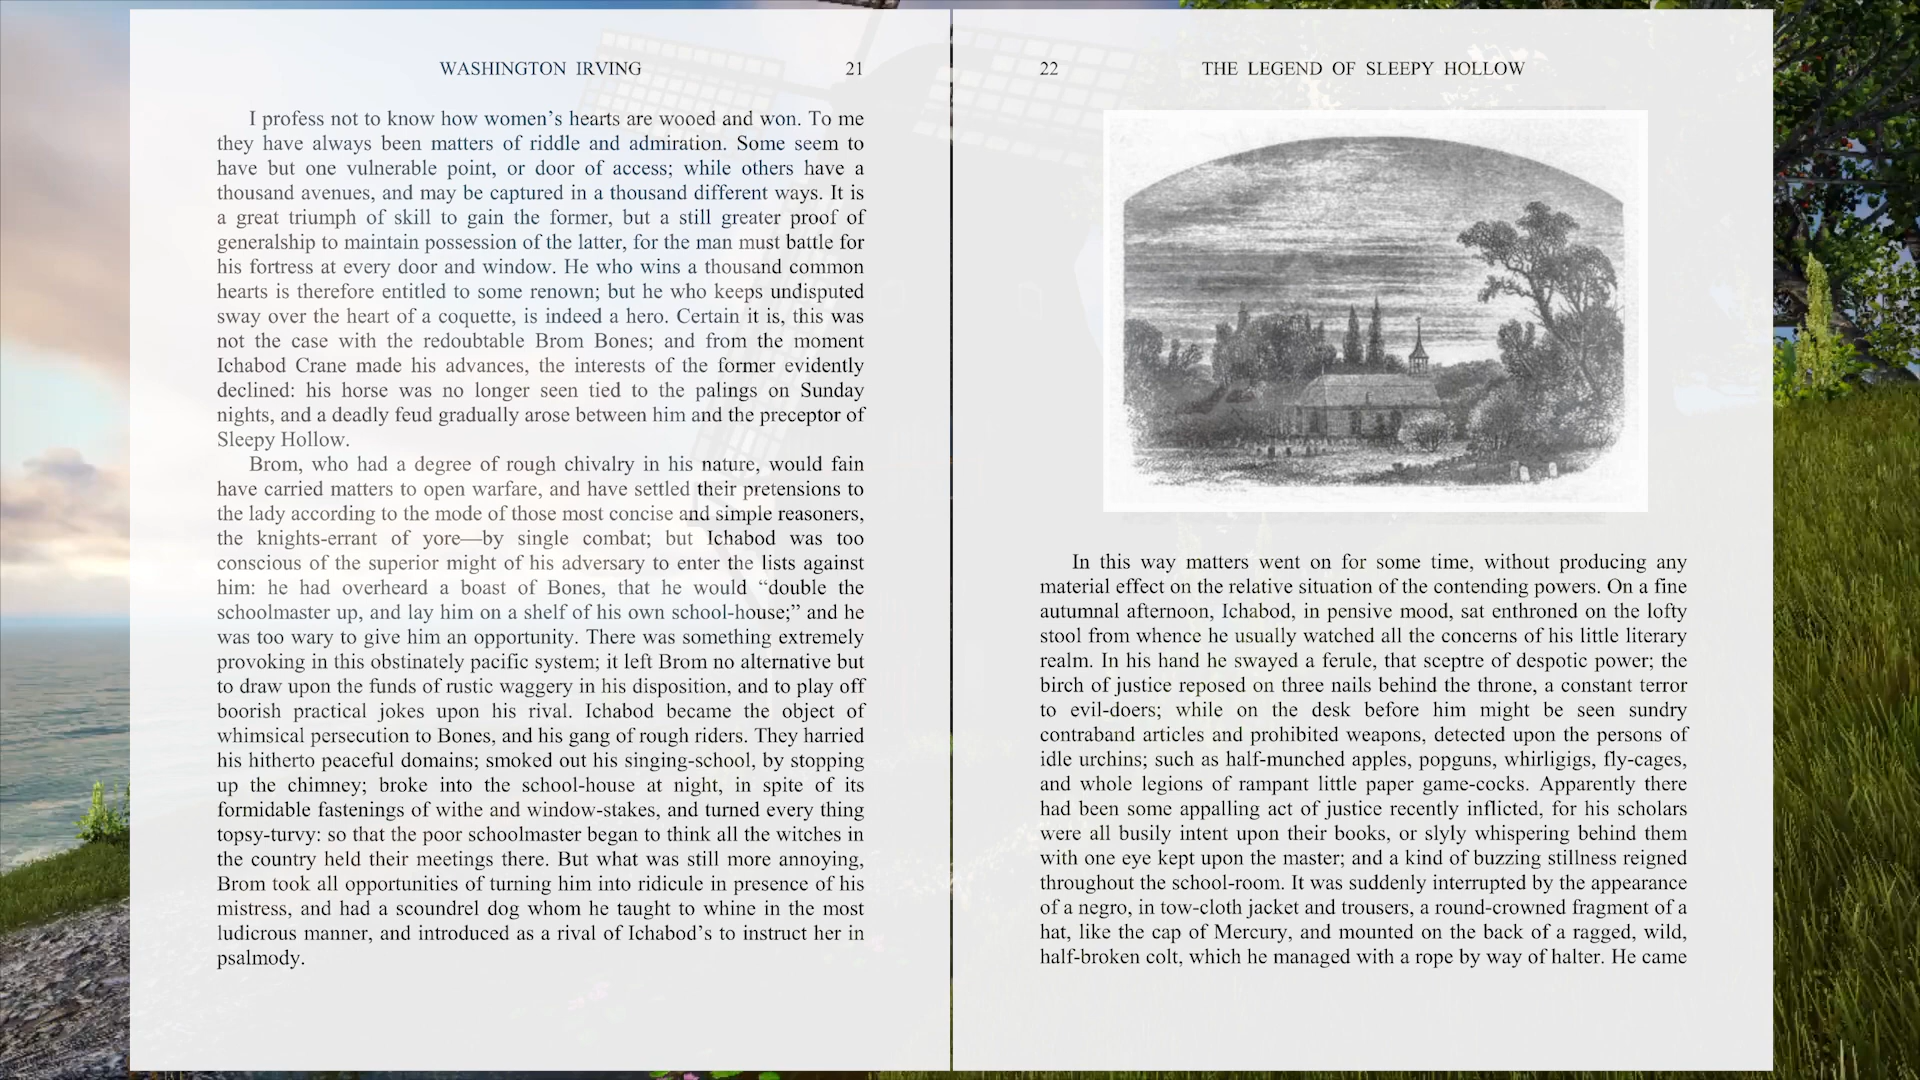 WASHINGTON IRVING 21
I profess not to know how women’s hearts are wooed and won. To me
they have always been matters of riddle and admiration. Some seem to
have but one vulnerable point, or door of access; while others have a
thousand avenues, and may be captured in a thousand different ways. It is
a great triumph of skill to gain the former, but a still greater proof of
generalship to maintain possession of the latter, for the man must battle for
his fortress at every door and window. He who wins a thousand common
hearts is therefore entitled to some renown; but he who keeps undisputed
sway over the heart of a coquette, is indeed a hero. Certain it is, this was
not the case with the redoubtable Brom Bones; and from the moment
Ichabod Crane made his advances, the interests of the former evidently
declined: his horse was no longer seen tied to the palings on Sunday
nights, and a deadly feud gradually arose between him and the preceptor of
Sleepy Hollow.
Brom, who had a degree of rough chivalry in his nature, would fain
have carried matters to open warfare, and have settled their pretensions to
the lady according to the mode of those most concise and simple reasoners,
the knights-errant of yore—by single combat; but Ichabod was too
conscious of the superior might of his adversary to enter the lists against
him: he had overheard a boast of Bones, that he would “double the
schoolmaster up, and lay him on a shelf of his own school-house;” and he
was too wary to give him an opportunity. There was something extremely
provoking in this obstinately pacific system; it left Brom no alternative but
to draw upon the funds of rustic waggery in his disposition, and to play off
boorish practical jokes upon his rival. Ichabod became the object of
whimsical persecution to Bones, and his gang of rough riders. They harried
his hitherto peaceful domains; smoked out his singing-school, by stopping
up the chimney; broke into the school-house at night, in spite of its
formidable fastenings of withe and window-stakes, and turned every thing
topsy-turvy: so that the poor schoolmaster began to think all the witches in
the country held their meetings there. But what was still more annoying,
Brom took all opportunities of turning him into ridicule in presence of his
mistress, and had a scoundrel dog whom he taught to whine in the most
ludicrous manner, and introduced as a rival of Ichabod’s to instruct her in
psalmody.
22 THE LEGEND OF SLEEPY HOLLOW
In this way matters went on for some time, without producing any
material effect on the relative situation of the contending powers. On a fine
autumnal afternoon, Ichabod, in pensive mood, sat enthroned on the lofty
stool from whence he usually watched all the concerns of his little literary
realm. In his hand he swayed a ferule, that sceptre of despotic power; the
birch of justice reposed on three nails behind the throne, a constant terror
to evil-doers; while on the desk before him might be seen sundry
contraband articles and prohibited weapons, detected upon the persons of
idle urchins; such as half-munched apples, popguns, whirligigs, fly-cages,
and whole legions of rampant little paper game-cocks. Apparently there
had been some appalling act of justice recently inflicted, for his scholars
were all busily intent upon their books, or slyly whispering behind them
with one eye kept upon the master; and a kind of buzzing stillness reigned
throughout the school-room. It was suddenly interrupted by the appearance
of a negro, in tow-cloth jacket and trousers, a round-crowned fragment of a
hat, like the cap of Mercury, and mounted on the back of a ragged, wild,
half-broken colt, which he managed with a rope by way of halter. He came